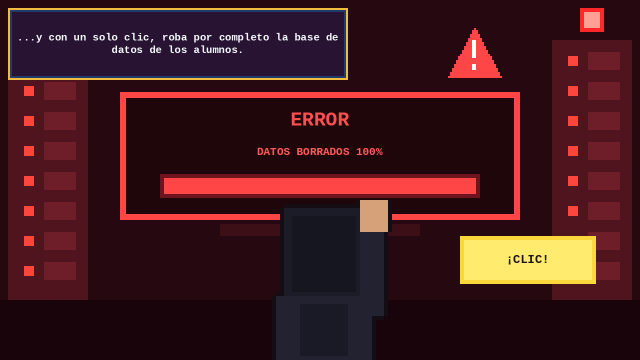 ...y con un solo clic, roba por completo la base de
datos de los alumnos.
!
ERROR
DATOS BORRADOS 100%
¡CLIC!